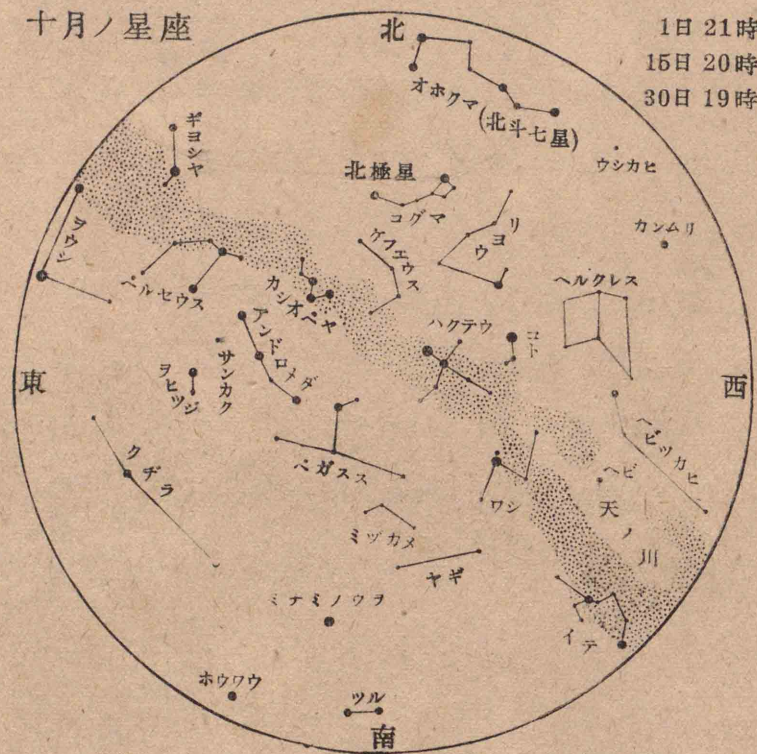 十月ノ星座
1日 21時
15日 20時
30日 19時
北
オホクマ(北斗七星)
ギヨシヤ
ウシカヒ
北極星
コグマ
リヨウ
カンムリ
ヲウシ
ケフエウス
ペルセウス
カシオペヤ
ヘルクレス
アンドロメダ
ハクテウ
コト
サンカク
ヲヒツジ
東
西
クヂラ
ペガスス
ヘビツカヒ
ヘビ
ワシ
天ノ川
ミヅカメ
ヤギ
ミナミノウヲ
イテ
ホウワウ
ツル
南